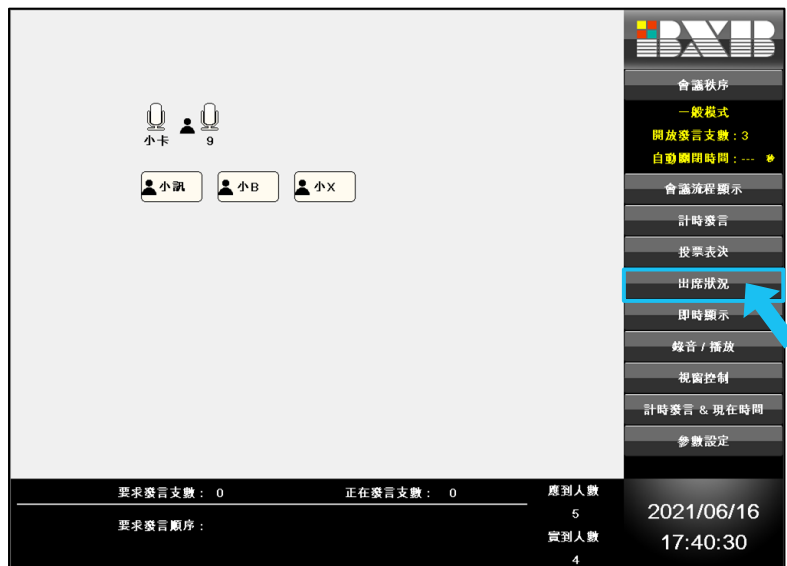 BXB
會議秩序
一般模式
開放發言支數：3
自動關閉時間：--- 秒
會議流程顯示
計時發言
投票表決
出席狀況
即時顯示
錄音 / 播放
視窗控制
計時發言 & 現在時間
參數設定
小卡
9
小訊
小B
小X
要求發言支數： 0
正在發言支數： 0
要求發言順序：
應到人數
5
實到人數
4
2021/06/16
17:40:30